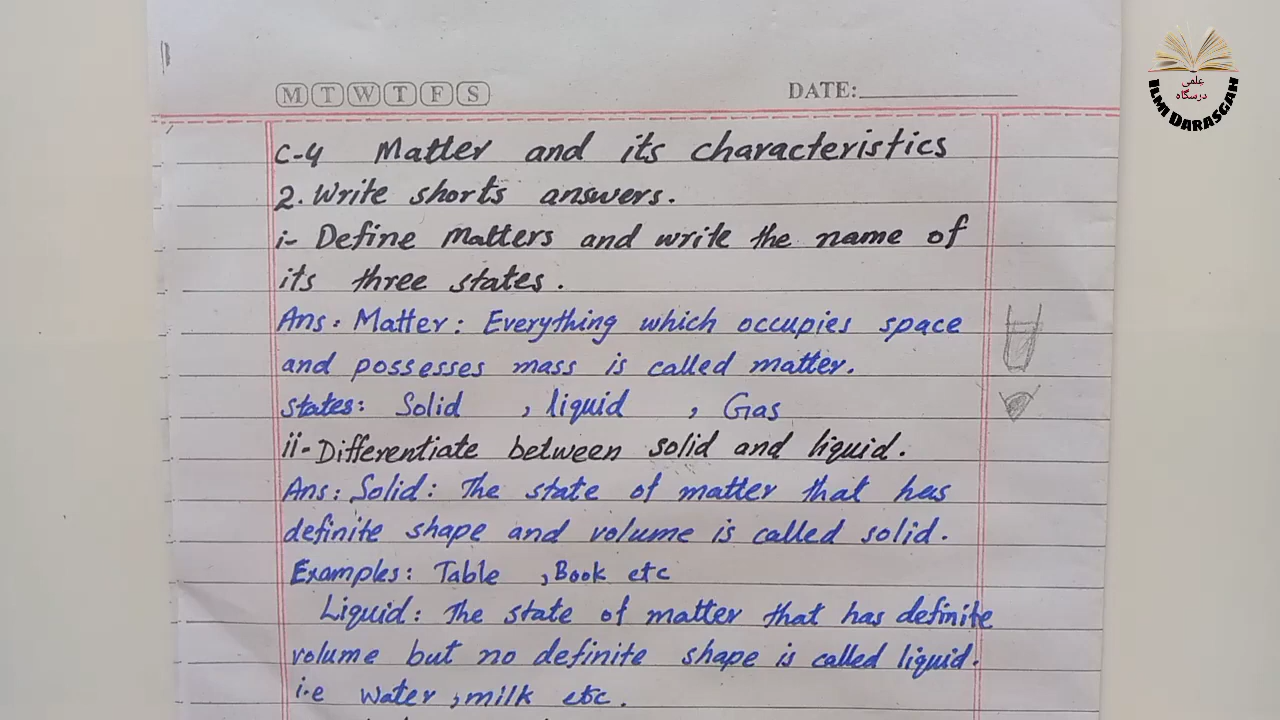 M T W T F S
DATE:
علمی
درسگاہ
ILMI DARASGAH
C-4 Matter and its characteristics
2. Write shorts answers.
i- Define Matters and write the name of
its three states.
Ans: Matter: Everything which occupies space
and possesses mass is called matter.
States: Solid , liquid , Gas
ii- Differentiate between solid and liquid.
Ans: Solid: The state of matter that has
definite shape and volume is called solid.
Examples: Table , Book etc
Liquid: The state of matter that has definite
volume but no definite shape is called liquid.
i.e water , milk etc.